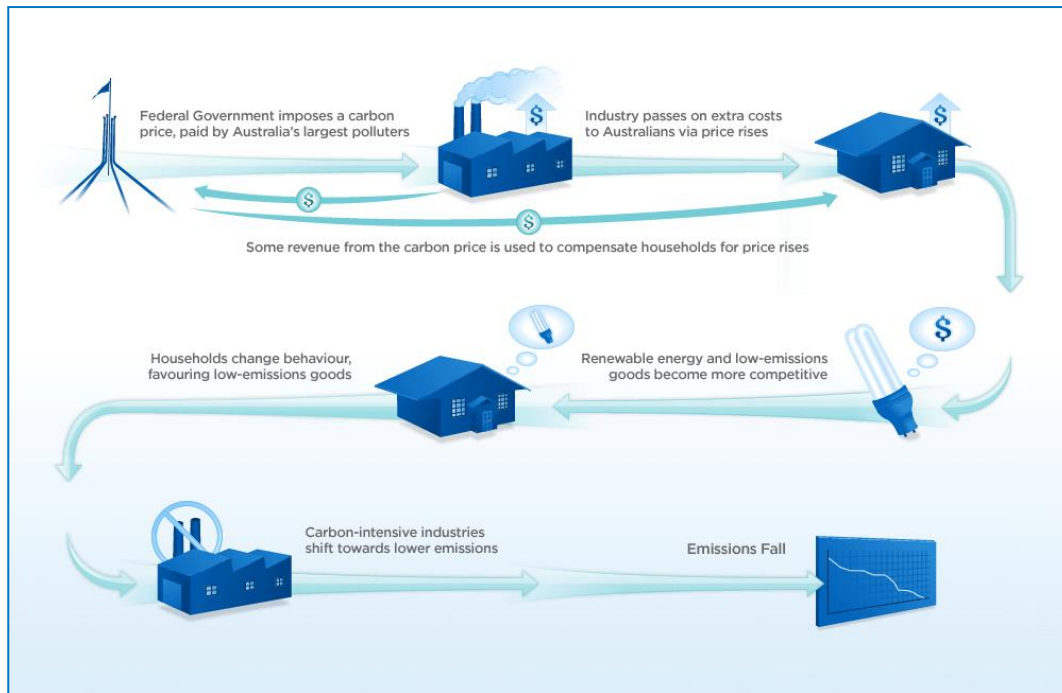 Federal Government imposes a carbon
price, paid by Australia's largest polluters
$
Industry passes on extra costs
to Australians via price rises
$
$
$
Some revenue from the carbon price is used to compensate households for price rises
Households change behaviour,
favouring low-emissions goods
Renewable energy and low-emissions
goods become more competitive
$
Carbon-intensive industries
shift towards lower emissions
Emissions Fall